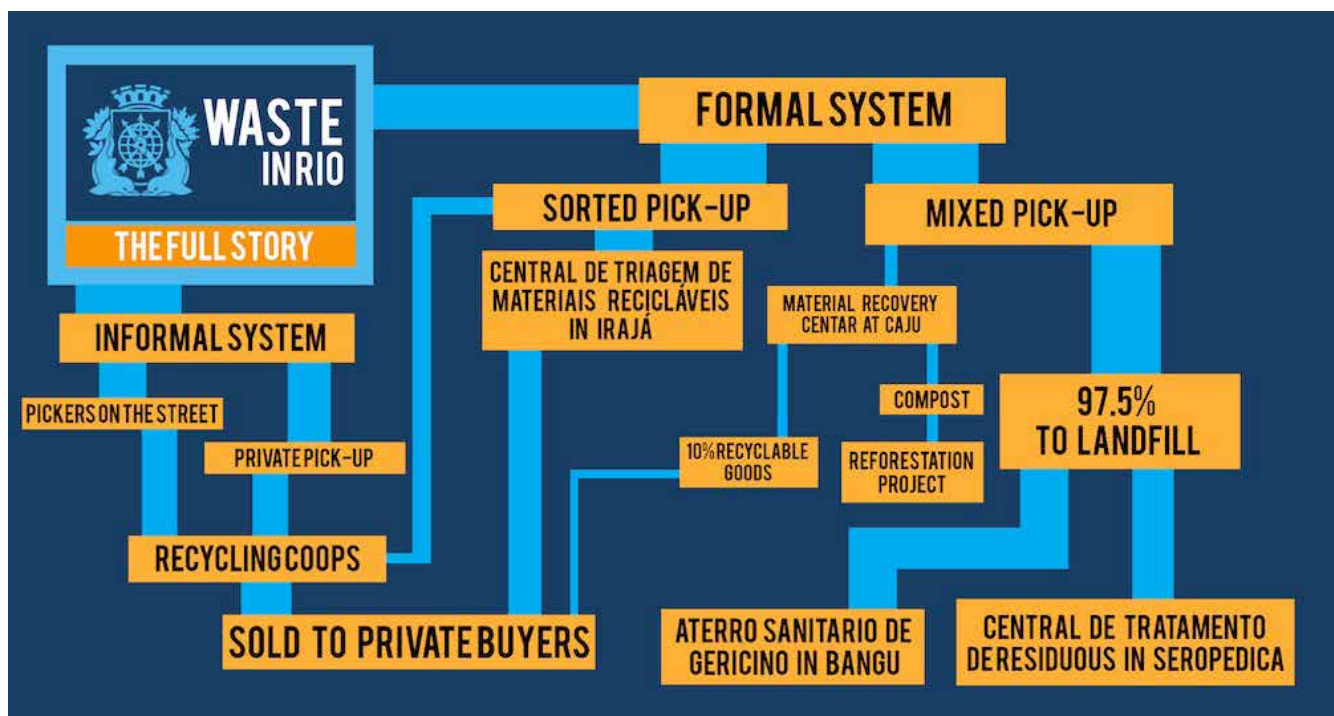 WASTE
IN RIO
THE FULL STORY
FORMAL SYSTEM
SORTED PICK-UP
MIXED PICK-UP
CENTRAL DE TRIAGEM DE
MATERIAIS RECICLÁVEIS
IN IRAJÁ
MATERIAL RECOVERY
CENTAR AT CAJU
INFORMAL SYSTEM
PICKERS ON THE STREET
PRIVATE PICK-UP
COMPOST
97.5%
TO LANDFILL
10% RECYCLABLE
GOODS
REFORESTATION
PROJECT
RECYCLING COOPS
SOLD TO PRIVATE BUYERS
ATERRO SANITARIO DE
GERICINO IN BANGU
CENTRAL DE TRATAMENTO
DE RESIDUOUS IN SEROPEDICA